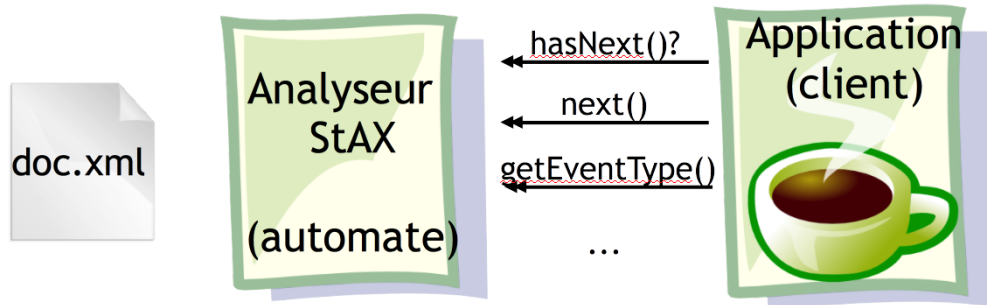 doc.xml
Analyseur
StAX
(automate)
hasNext()?
next()
getEventType()
...
Application
(client)